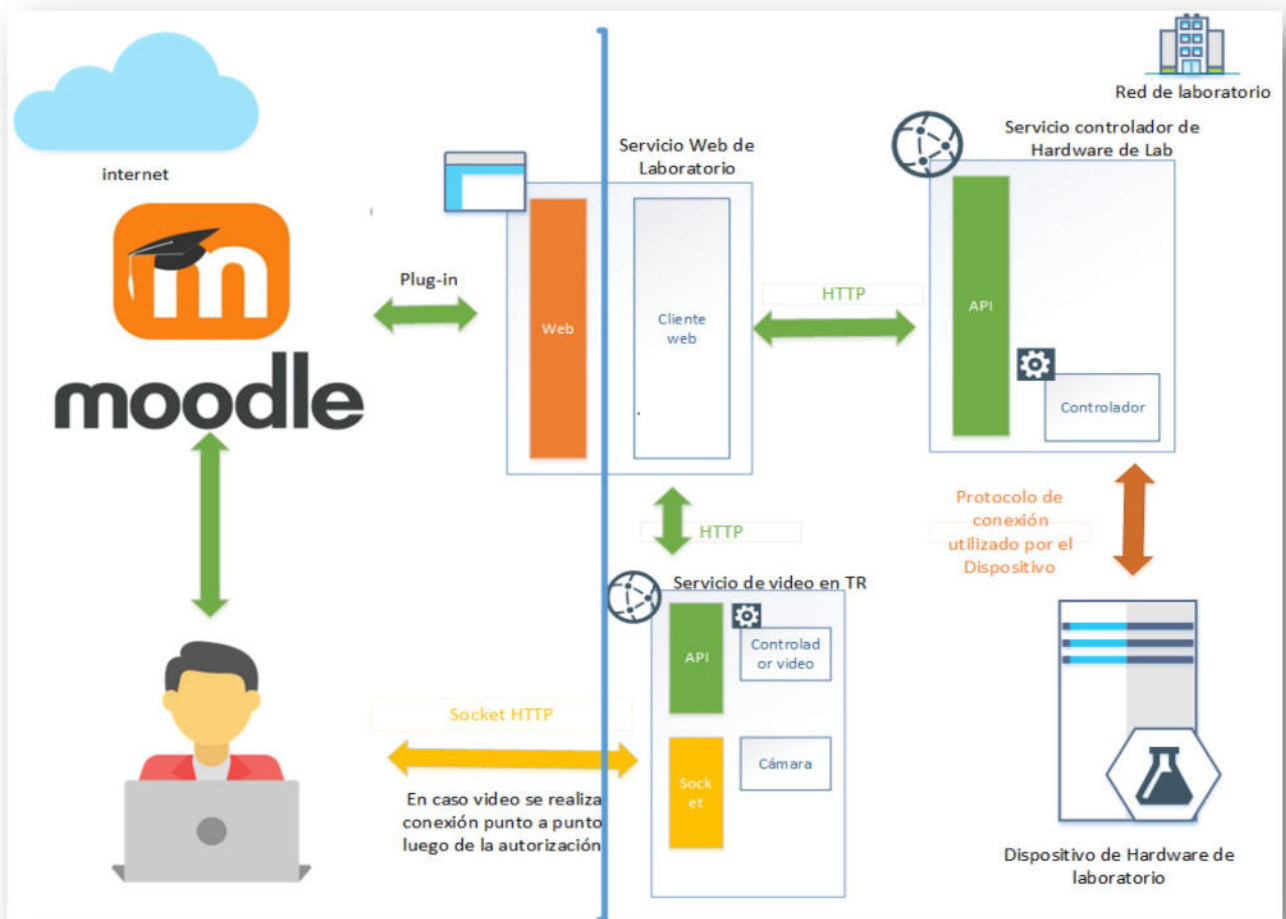 internet
moodle
Plug-in
Servicio Web de
Laboratorio
Web
Cliente
web
HTTP
Red de laboratorio
Servicio controlador de
Hardware de Lab
API
Controlador
HTTP
Protocolo de
conexión
utilizado por el
Dispositivo
Servicio de video en TR
API
Controlad
or video
Socket HTTP
Sock
et
Cámara
En caso video se realiza
conexión punto a punto
luego de la autorización
Dispositivo de Hardware de
laboratorio